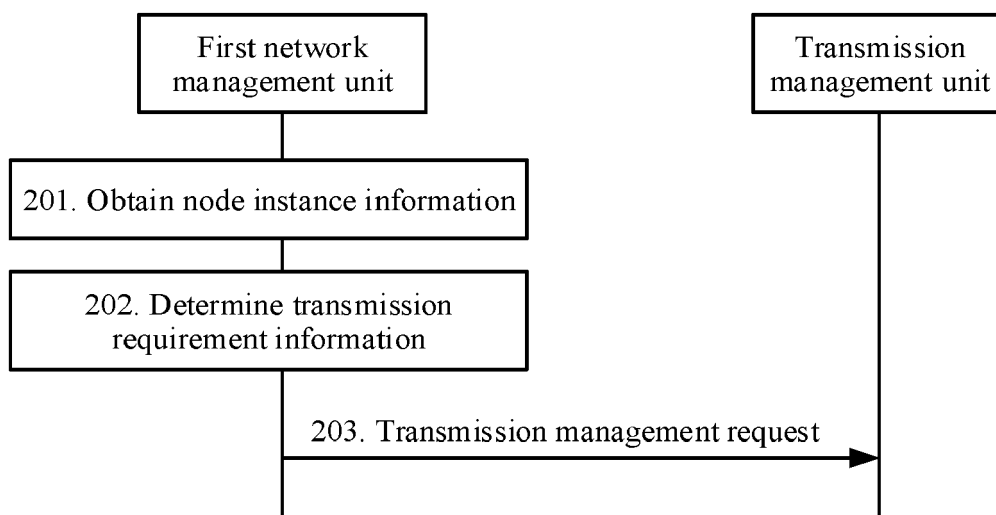 First network
management unit
Transmission
management unit
201. Obtain node instance information
202. Determine transmission
requirement information
203. Transmission management request